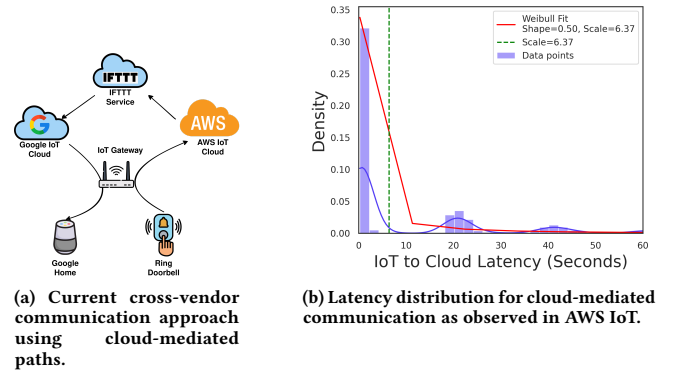 IFTTT
IFTTT
Service
Google IoT
Cloud
AWS
AWS IoT
Cloud
IoT Gateway
Google
Home
Ring
Doorbell
(a) Current cross-vendor
communication approach
using cloud-mediated
paths.
Weibull Fit
Shape=0.50, Scale=6.37
Scale=6.37
Data points
Density
0.35
0.30
0.25
0.20
0.15
0.10
0.05
0.00
0 10 20 30 40 50 60
IoT to Cloud Latency (Seconds)
(b) Latency distribution for cloud-mediated
communication as observed in AWS IoT.